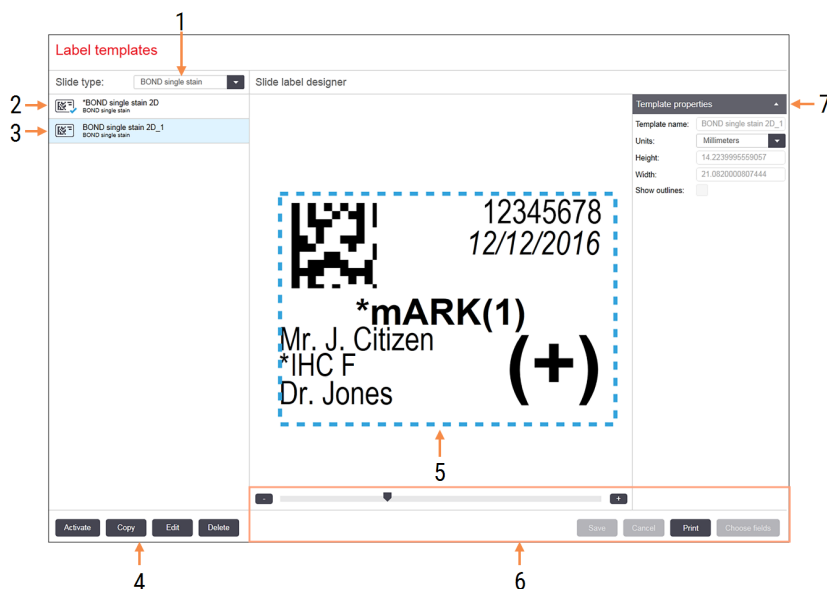 1
Label templates
Slide type: BOND single stain
Slide label designer
2
*BOND single stain 2D
BOND single stain
3
BOND single stain 2D_1
BOND single stain
Template properties
7
Template name: BOND single stain 2D_1
Units: Millimeters
Height: 14.2239995559057
Width: 21.0820000807444
Show outlines:
12345678
12/12/2016
*mARK(1)
Mr. J. Citizen
*IHC F
(+)
Dr. Jones
5
- +
Activate Copy Edit Delete
Save Cancel Print Choose fields
4 6